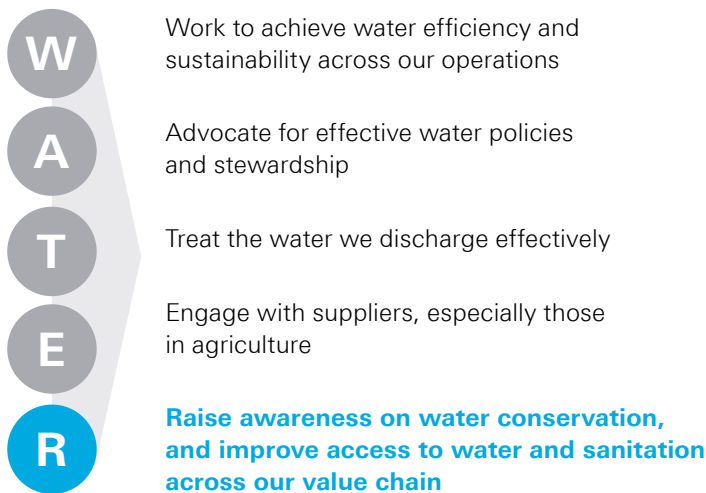 W
Work to achieve water efficiency and
sustainability across our operations
A
Advocate for effective water policies
and stewardship
T
Treat the water we discharge effectively
E
Engage with suppliers, especially those
in agriculture
R
Raise awareness on water conservation,
and improve access to water and sanitation
across our value chain